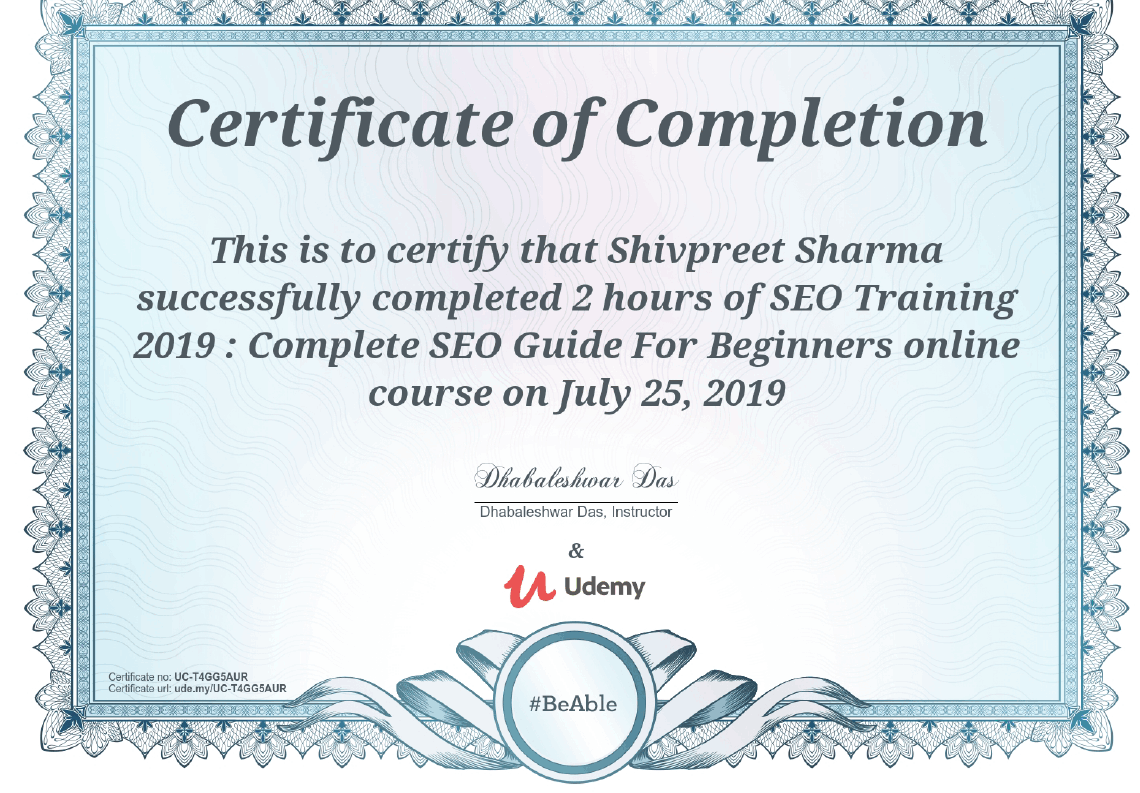 Certificate of Completion
This is to certify that Shivpreet Sharma
successfully completed 2 hours of SEO Training
2019 : Complete SEO Guide For Beginners online
course on July 25, 2019
Dhabaleshwar Das
Dhabaleshwar Das, Instructor
&
Udemy
Certificate no: UC-T4GG5AUR
Certificate url: ude.my/UC-T4GG5AUR
#BeAble